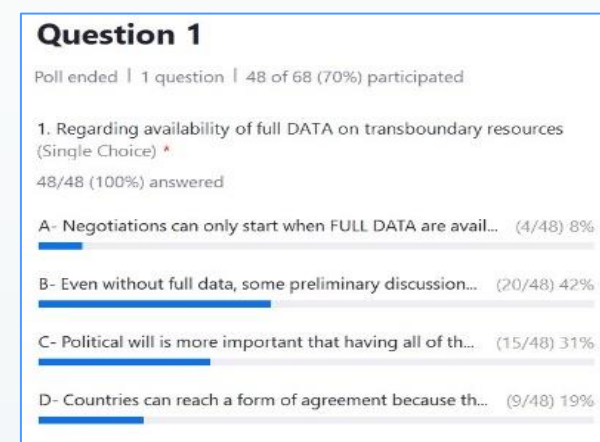 Question 1
Poll ended | 1 question | 48 of 68 (70%) participated
1. Regarding availability of full DATA on transboundary resources
(Single Choice) *
48/48 (100%) answered
A- Negotiations can only start when FULL DATA are avail... (4/48) 8%
B- Even without full data, some preliminary discussion... (20/48) 42%
C- Political will is more important that having all of th... (15/48) 31%
D- Countries can reach a form of agreement because th... (9/48) 19%